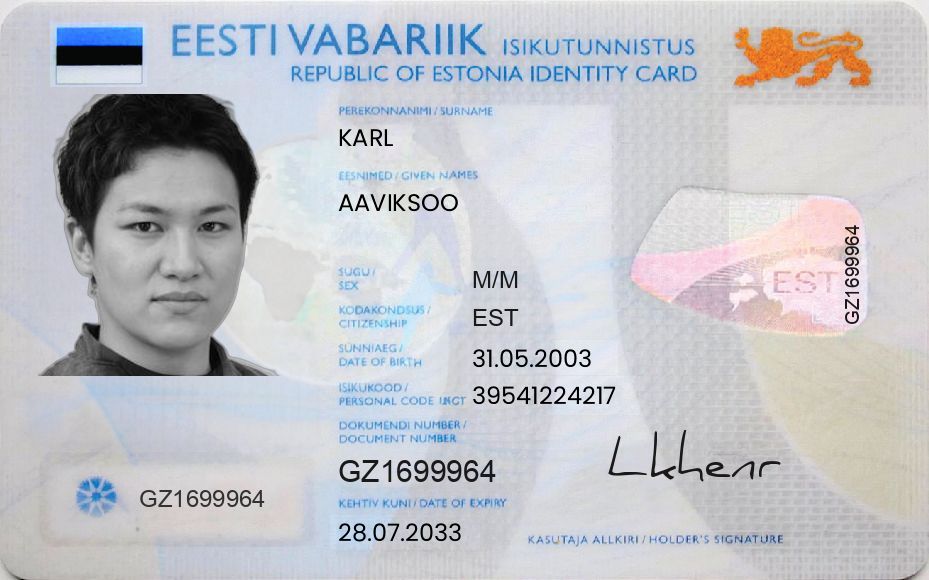 EESTI VABARIIK ISIKUTUNNISTUS
REPUBLIC OF ESTONIA IDENTITY CARD
PEREKONNANIMI / SURNAME
KARL
EESNIMED / GIVEN NAMES
AAVIKSOO
SUGU /
SEX
M/M
KODAKONDSUS /
CITIZENSHIP
EST
SÜNNIAEG /
DATE OF BIRTH
31.05.2003
ISIKUKOOD /
PERSONAL CODE
39541224217
DOKUMENDI NUMBER /
DOCUMENT NUMBER
GZ1699964
KEHTIV KUNI / DATE OF EXPIRY
28.07.2033
GZ1699964
EST
GZ1699964
KASUTAJA ALLKIRI / HOLDER'S SIGNATURE